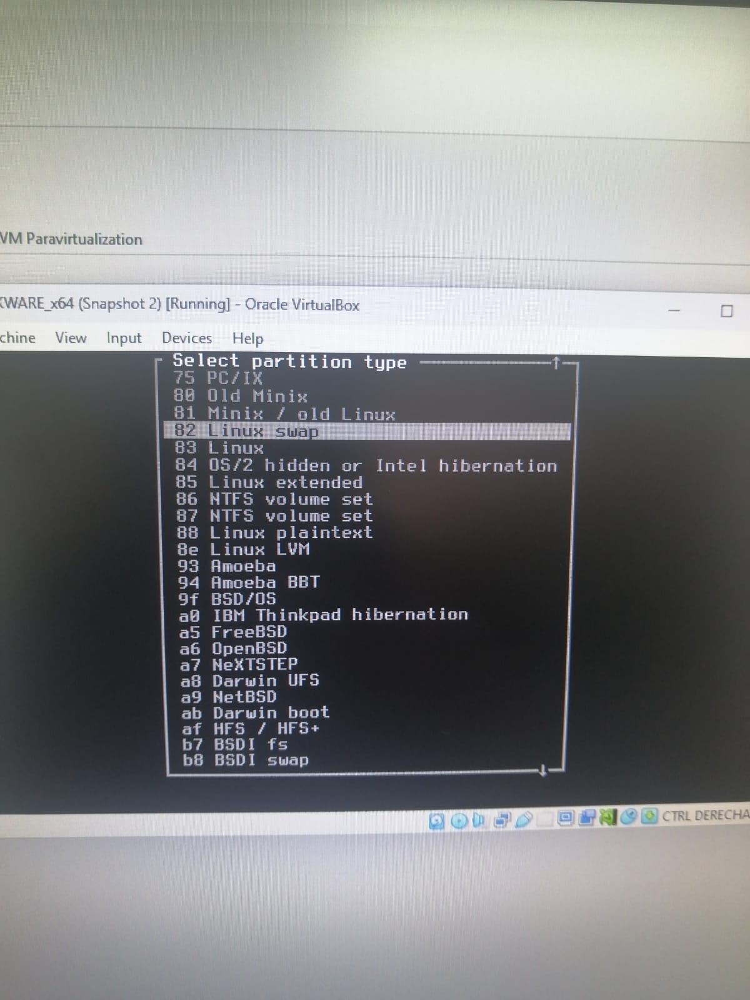 VM Paravirtualization
KWARE_x64 (Snapshot 2) [Running] - Oracle VirtualBox
chine View Input Devices Help
Select partition type
75 PC/IX
80 Old Minix
81 Minix / old Linux
82 Linux swap
83 Linux
84 OS/2 hidden or Intel hibernation
85 Linux extended
86 NTFS volume set
87 NTFS volume set
88 Linux plaintext
8e Linux LVM
93 Amoeba
94 Amoeba BBT
9f BSD/OS
a0 IBM Thinkpad hibernation
a5 FreeBSD
a6 OpenBSD
a7 NeXTSTEP
a8 Darwin UFS
a9 NetBSD
ab Darwin boot
af HFS / HFS+
b7 BSDI fs
b8 BSDI swap
CTRL DERECHA